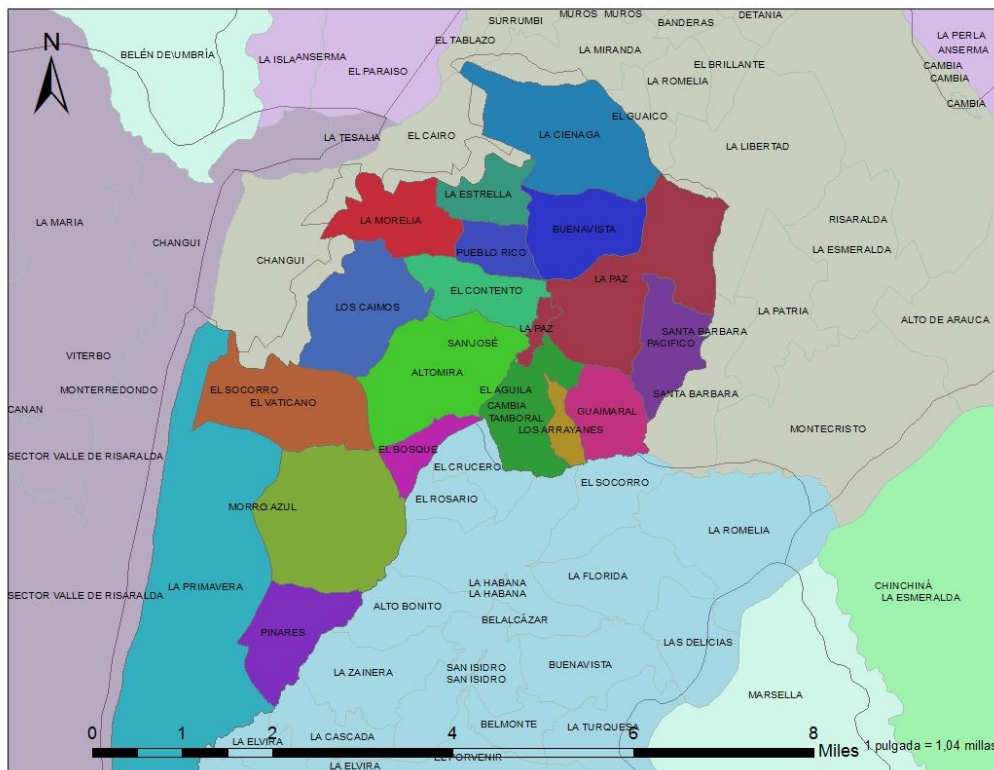 SURRUMBI
MUROS
MUROS
BANDERAS
DETANIA
N
EL TABLAZO
LA PERLA
BELÉN DE UMBRÍA
LA ISLA
ANSERMA
LA MIRANDA
ANSERMA
EL PARAISO
EL BRILLANTE
CAMBIA
LA ROMELIA
CAMBIA
CAMBIA
EL GUAICO
LA TESALIA
EL CAIRO
LA CIENAGA
LA LIBERTAD
LA ESTRELLA
LA MARIA
LA MORELIA
RISARALDA
CHANGUI
BUENAVISTA
LA ESMERALDA
PUEBLO RICO
CHANGUI
LA PAZ
EL CONTENTO
LOS CAIMOS
LA PATRIA
ALTO DE ARAUCA
LA PAZ
SANTA BARBARA
SANJOSÉ
PACIFICO
VITERBO
ALTOMIRA
EL SOCORRO
EL AGUILA
MONTERREDONDO
SANTA BARBARA
EL VATICANO
CAMBIA
CANAN
TAMBORAL
GUAIMARAL
LOS ARRAYANES
MONTECRISTO
EL BOSQUE
SECTOR VALLE DE RISARALDA
EL CRUCERO
EL SOCORRO
EL ROSARIO
MORRO AZUL
LA ROMELIA
LA FLORIDA
LA PRIMAVERA
LA HABANA
CHINCHINÁ
SECTOR VALLE DE RISARALDA
LA HABANA
LA ESMERALDA
ALTO BONITO
BELALCÁZAR
PINARES
LAS DELICIAS
SAN ISIDRO
BUENAVISTA
LA ZAINERA
SAN ISIDRO
MARSELLA
BELMONTE
LA TURQUESA
LA CASCADA
LA ELVIRA
0 1 2 4 6 8
Miles
1 pulgada = 1,04 millas
LA ELVIRA